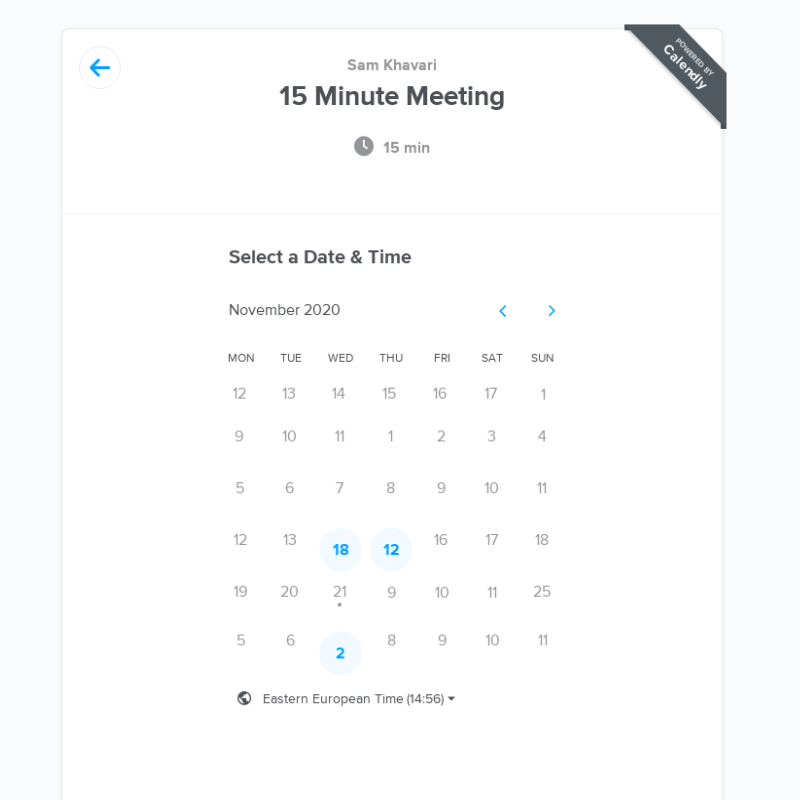 Sam Khavari
POWERED BY
Calendly
15 Minute Meeting
15 min
Select a Date & Time
November 2020
MON TUE WED THU FRI SAT SUN
12 13 14 15 16 17 1
9 10 11 1 2 3 4
5 6 7 8 9 10 11
12 13 18 12 16 17 18
19 20 21 9 10 11 25
5 6 2 8 9 10 11
Eastern European Time (14:56)